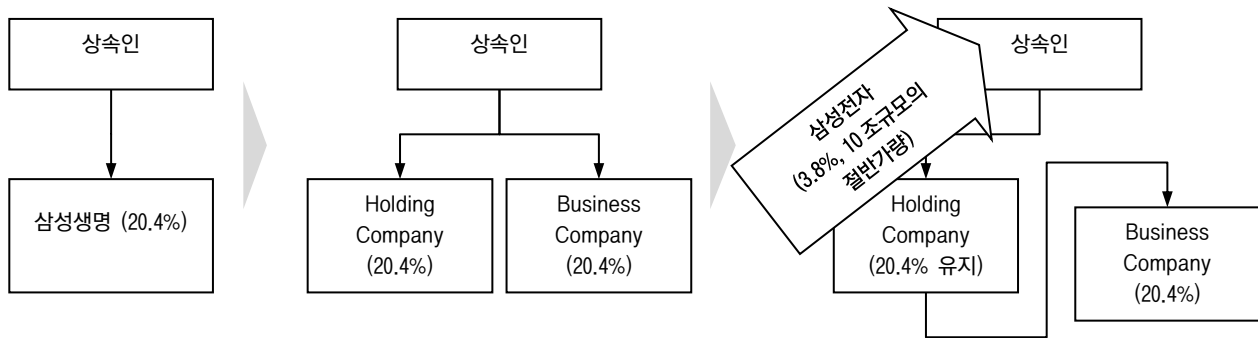 상속인
삼성생명 (20.4%)
상속인
Holding
Company
(20.4%)
Business
Company
(20.4%)
상속인
삼성전자
(3.8%, 10 조규모의
절반가량)
Holding
Company
(20.4% 유지)
Business
Company
(20.4%)